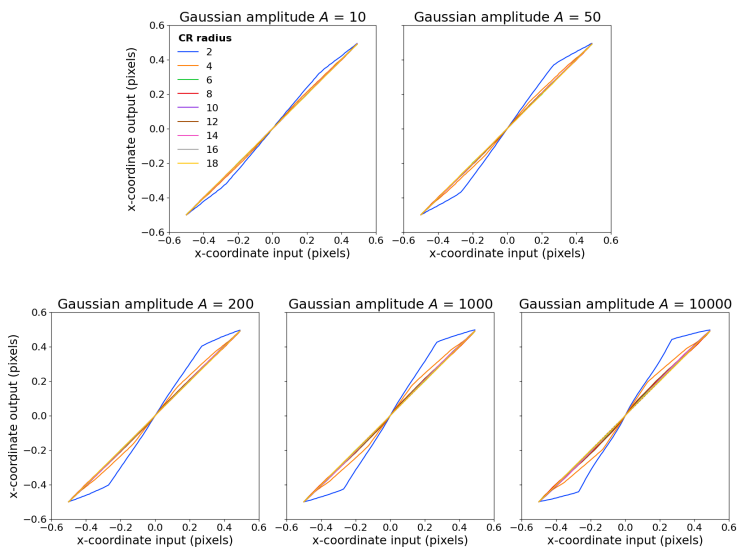 Gaussian amplitude A = 10
Gaussian amplitude A = 50
CR radius
2
4
6
8
10
12
14
16
18
0.6
0.4
0.2
0.0
−0.2
−0.4
−0.6
−0.6 −0.4 −0.2 0.0 0.2 0.4 0.6
−0.6 −0.4 −0.2 0.0 0.2 0.4 0.6
x-coordinate output (pixels)
x-coordinate input (pixels)
x-coordinate input (pixels)
Gaussian amplitude A = 200
Gaussian amplitude A = 1000
Gaussian amplitude A = 10000
0.6
0.4
0.2
0.0
−0.2
−0.4
−0.6
−0.6 −0.4 −0.2 0.0 0.2 0.4 0.6
−0.6 −0.4 −0.2 0.0 0.2 0.4 0.6
−0.6 −0.4 −0.2 0.0 0.2 0.4 0.6
x-coordinate output (pixels)
x-coordinate input (pixels)
x-coordinate input (pixels)
x-coordinate input (pixels)